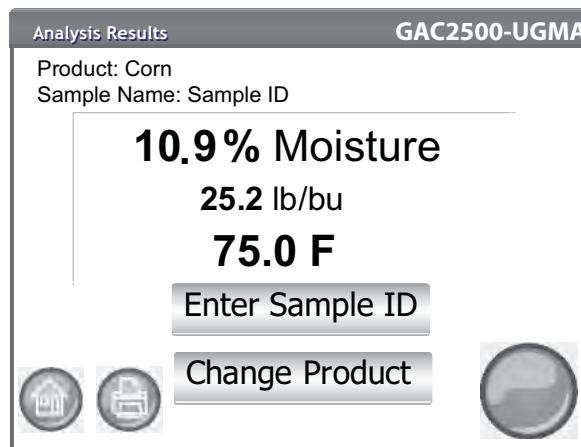 Analysis Results GAC2500-UGMA
Product: Corn
Sample Name: Sample ID
10.9% Moisture
25.2 lb/bu
75.0 F
Enter Sample ID
Change Product